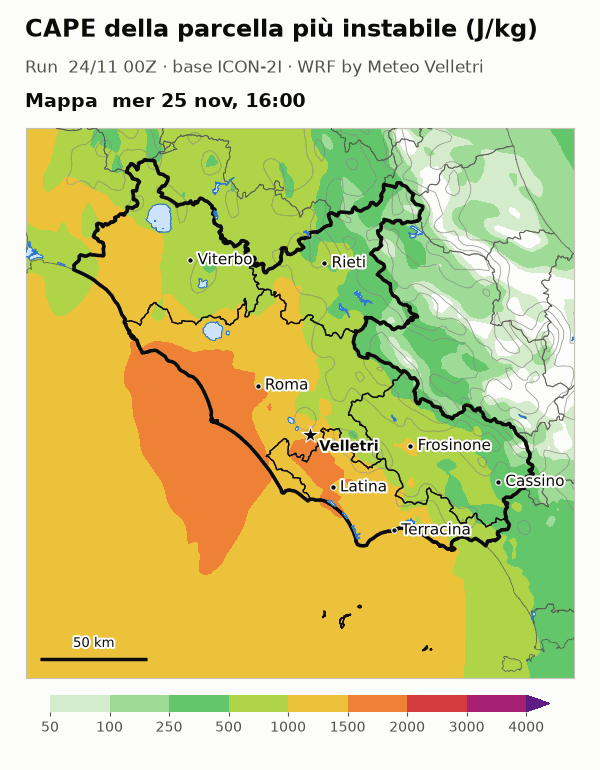 CAPE della parcella più instabile (J/kg)
Run  24/11 00Z · base ICON-2I · WRF by Meteo Velletri
Mappa  mer 25 nov, 16:00
Viterbo
Rieti
Roma
Velletri
Frosinone
Latina
Cassino
Terracina
50 km
50 100 250 500 1000 1500 2000 3000 4000